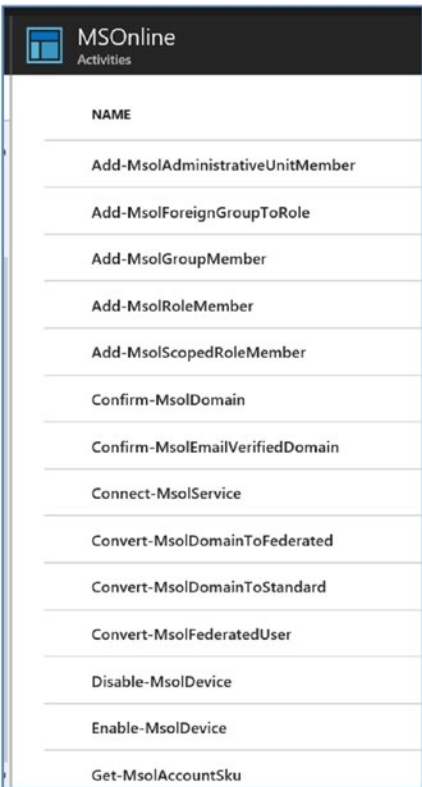 MSOnline
Activities
NAME
Add-MsolAdministrativeUnitMember
Add-MsolForeignGroupToRole
Add-MsolGroupMember
Add-MsolRoleMember
Add-MsolScopedRoleMember
Confirm-MsolDomain
Confirm-MsolEmailVerifiedDomain
Connect-MsolService
Convert-MsolDomainToFederated
Convert-MsolDomainToStandard
Convert-MsolFederatedUser
Disable-MsolDevice
Enable-MsolDevice
Get-MsolAccountSku